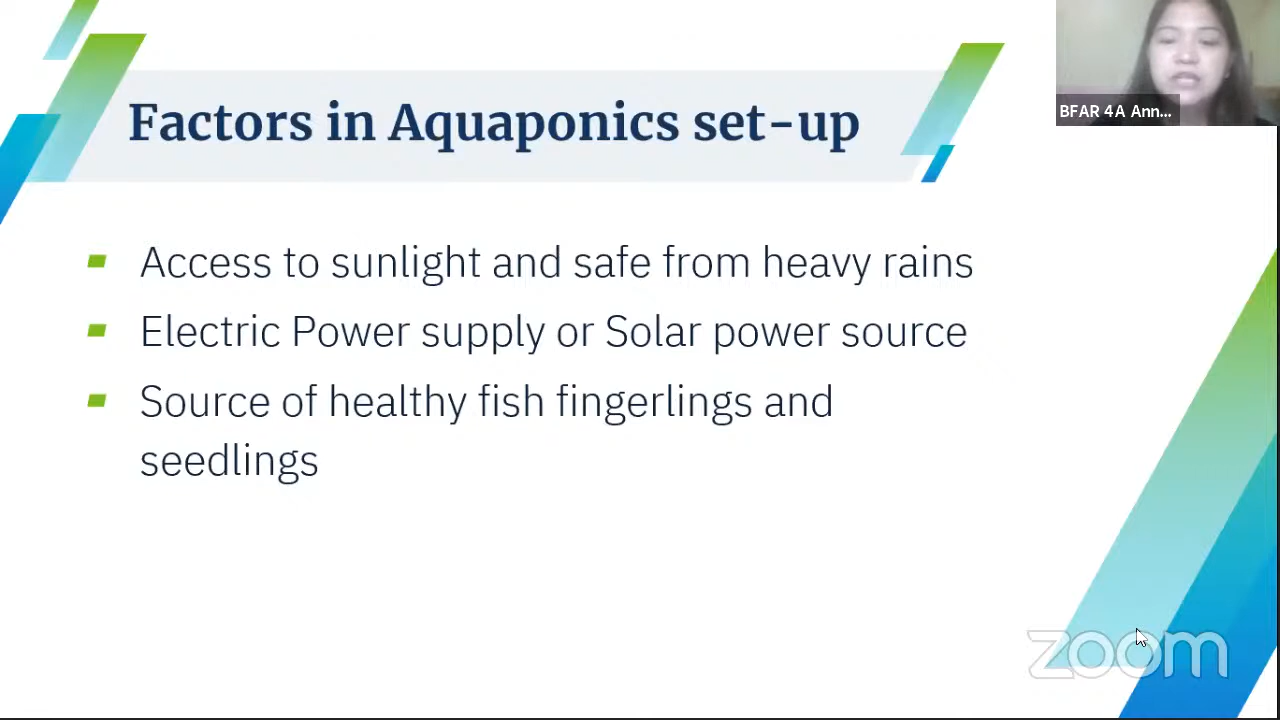 Factors in Aquaponics set-up
BFAR 4A Ann...
Access to sunlight and safe from heavy rains
Electric Power supply or Solar power source
Source of healthy fish fingerlings and
seedlings
zoom